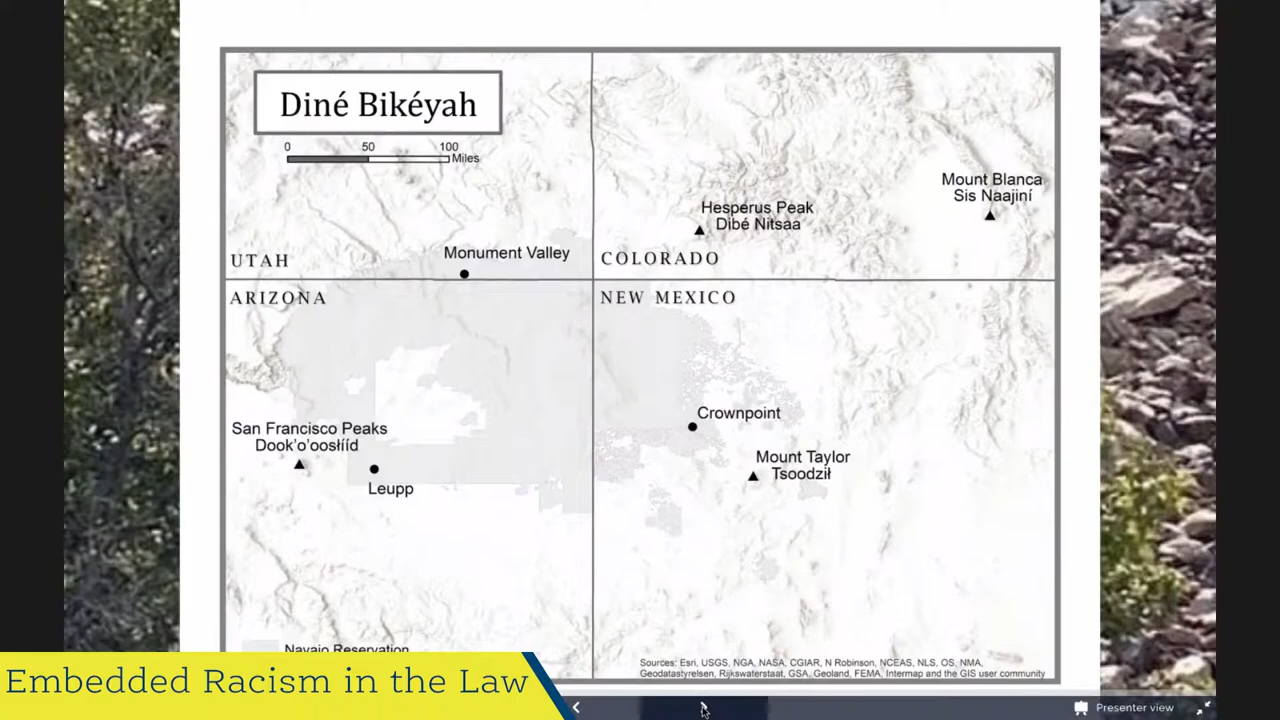 Diné Bikéyah
0 50 100
Miles
Mount Blanca
Sis Naajiní
Hesperus Peak
Dibé Nitsaa
Monument Valley
UTAH
COLORADO
ARIZONA
NEW MEXICO
Crownpoint
San Francisco Peaks
Dook'o'oosłííd
Mount Taylor
Tsoodził
Leupp
Navajo Reservation
Sources: Esri, USGS, NGA, NASA, CGIAR, N Robinson, NCEAS, NLS, OS, NMA,
Geodatastyrelsen, Rijkswaterstaat, GSA, Geoland, FEMA, Intermap and the GIS user community
Embedded Racism in the Law
Presenter view